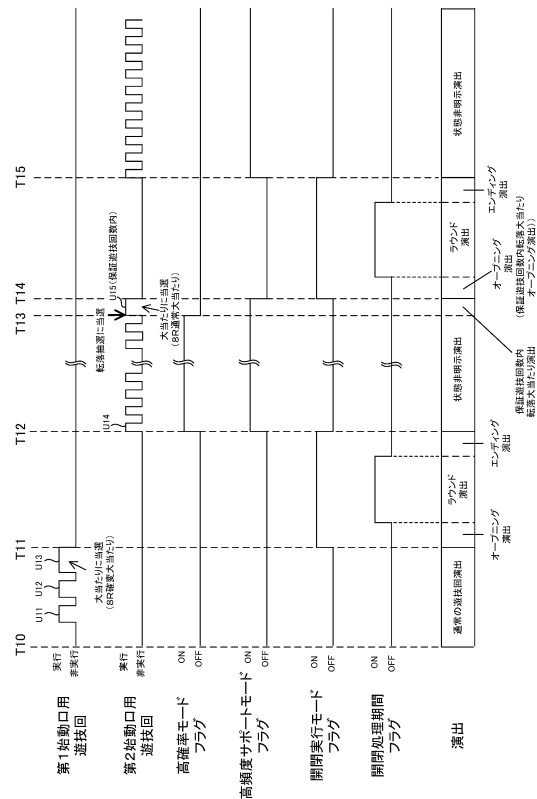 T10
T11
T12
T13
T14
T15
第1始動口用
遊技回
実行
非実行
U11
U12
U13
大当たりに当選
(8R確変大当たり)
第2始動口用
遊技回
実行
非実行
U14
転落抽選に当選
U15(保証遊技回数内)
大当たりに当選
(8R通常大当たり)
高確率モード
フラグ
ON
OFF
高頻度サポートモード
フラグ
ON
OFF
開閉実行モード
フラグ
ON
OFF
開閉処理期間
フラグ
ON
OFF
演出
通常の遊技回演出
オープニング
演出
ラウンド
演出
エンディング
演出
状態非明示演出
保証遊技回数内
転落大当たり演出
オープニング
演出
(保証遊技回数内転落大当たり
オープニング演出)
ラウンド
演出
エンディング
演出
状態非明示演出